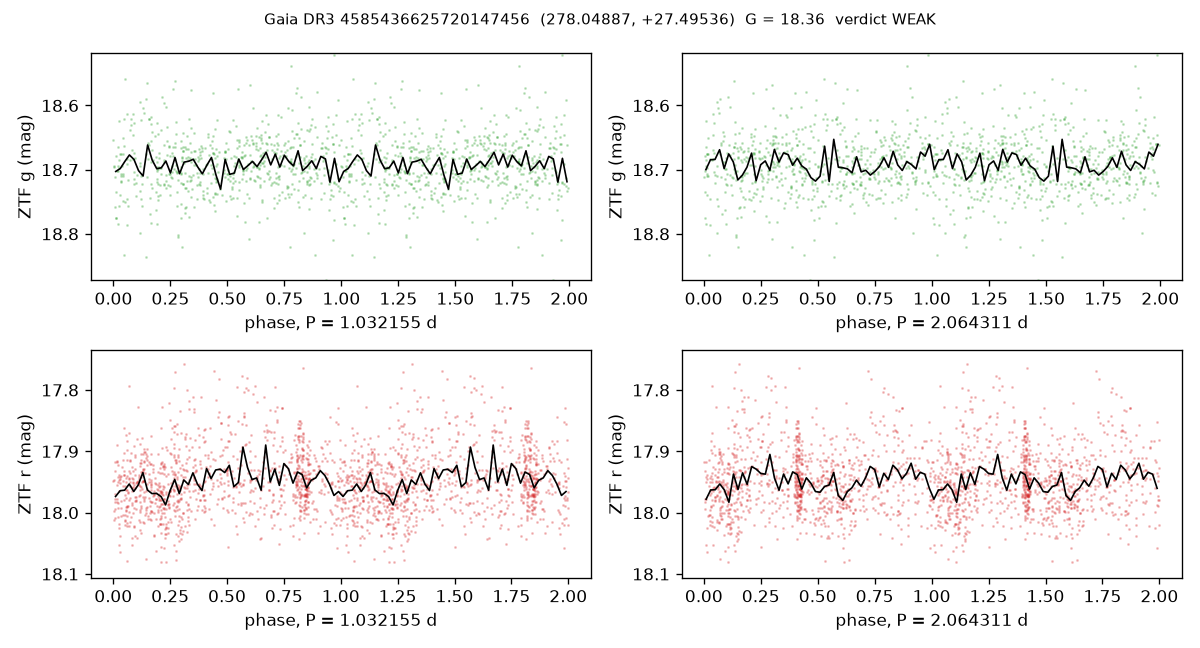 Gaia DR3 4585436625720147456 (278.04887, +27.49536) G = 18.36 verdict WEAK
ZTF g (mag)
18.6
18.7
18.8
0.00 0.25 0.50 0.75 1.00 1.25 1.50 1.75 2.00
phase, P = 1.032155 d
ZTF g (mag)
18.6
18.7
18.8
0.00 0.25 0.50 0.75 1.00 1.25 1.50 1.75 2.00
phase, P = 2.064311 d
ZTF r (mag)
17.8
17.9
18.0
18.1
0.00 0.25 0.50 0.75 1.00 1.25 1.50 1.75 2.00
phase, P = 1.032155 d
ZTF r (mag)
17.8
17.9
18.0
18.1
0.00 0.25 0.50 0.75 1.00 1.25 1.50 1.75 2.00
phase, P = 2.064311 d